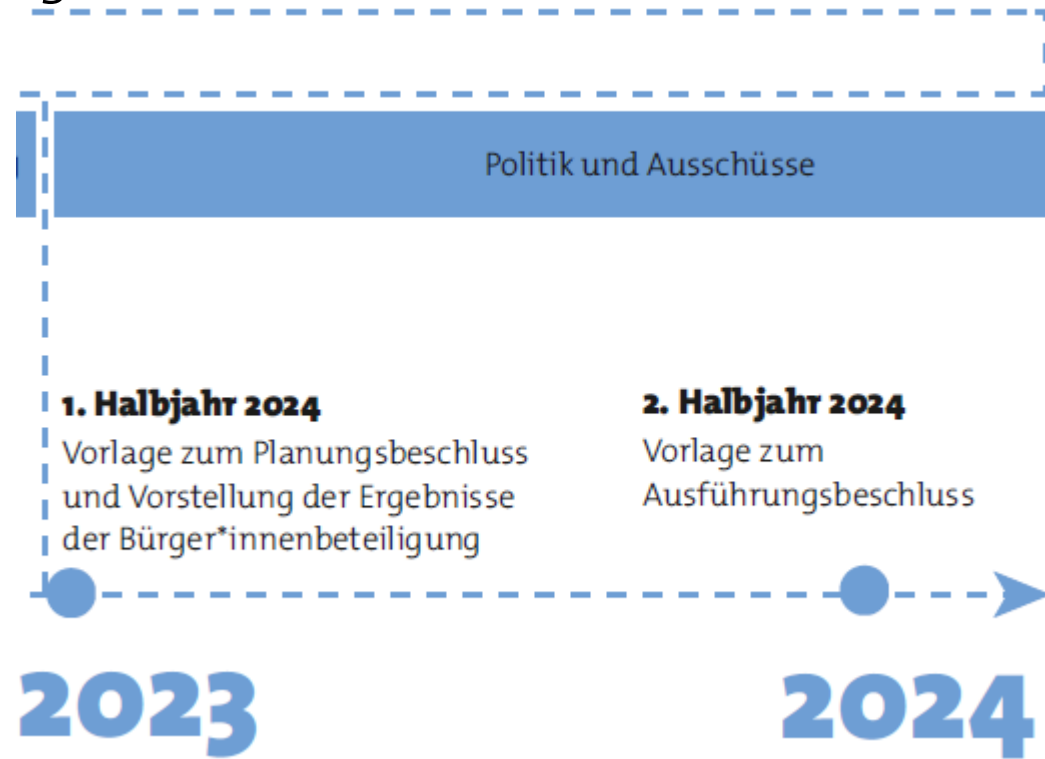 Politik und Ausschüsse
1. Halbjahr 2024
Vorlage zum Planungsbeschluss
und Vorstellung der Ergebnisse
der Bürger*innenbeteiligung
2. Halbjahr 2024
Vorlage zum
Ausführungsbeschluss
2023
2024